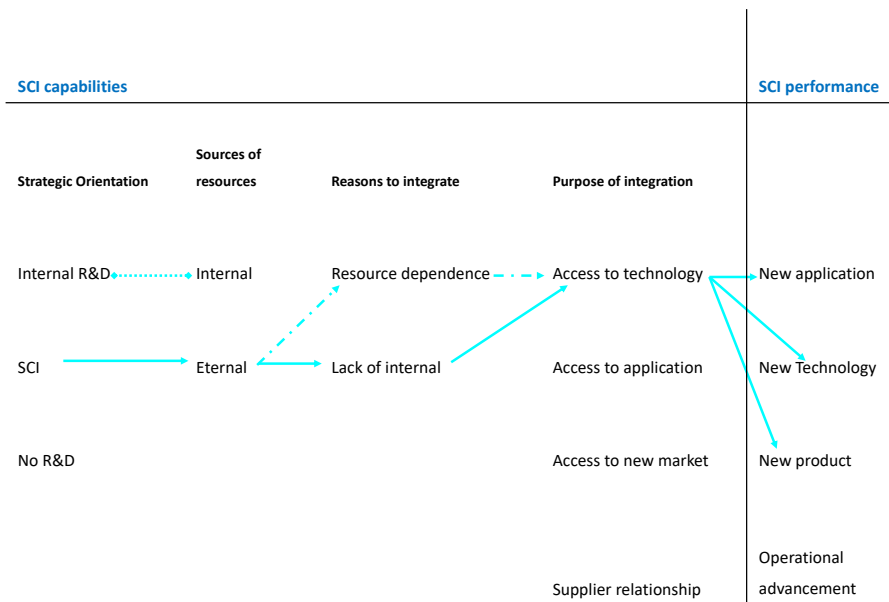 SCI capabilities SCI performance
Sources of
Strategic Orientation resources Reasons to integrate Purpose of integration
Internal R&D Internal Resource dependence Access to technology New application
SCI Eternal Lack of internal Access to application New Technology
No R&D Access to new market New product
Operational
Supplier relationship advancement